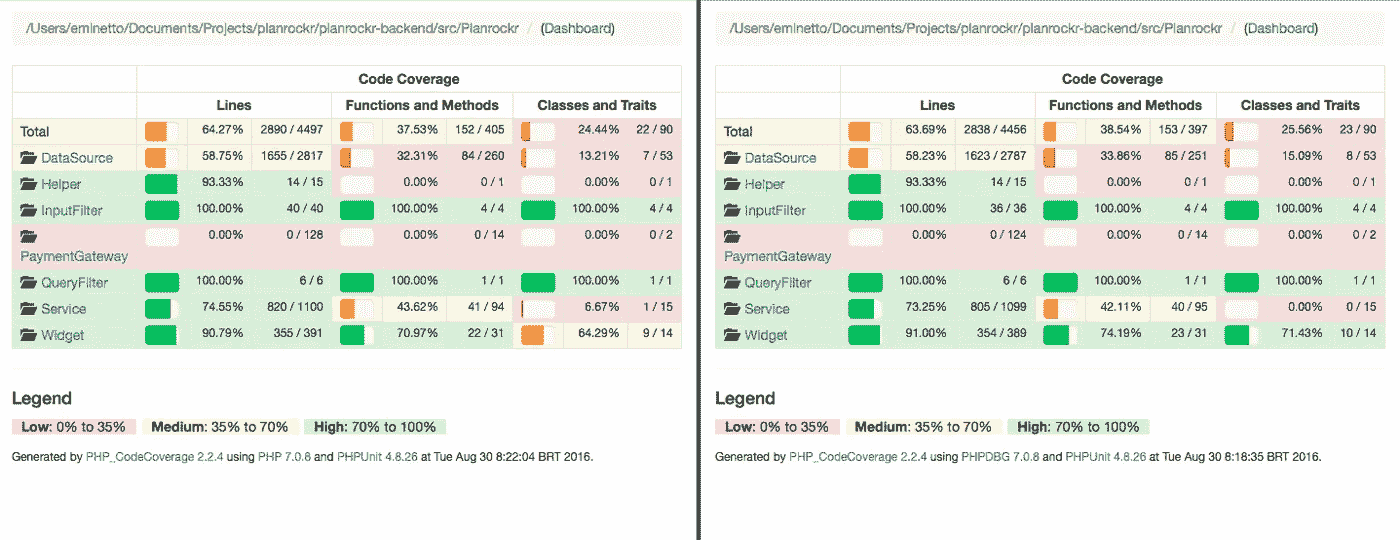 /Users/eminetto/Documents/Projects/planrockr/planrockr-backend/src/Planrockr / (Dashboard)
Code Coverage
Lines Functions and Methods Classes and Traits
Total 64.27% 2890 / 4497 37.53% 152 / 405 24.44% 22 / 90
DataSource 58.75% 1655 / 2817 32.31% 84 / 260 13.21% 7 / 53
Helper 93.33% 14 / 15 0.00% 0 / 1 0.00% 0 / 1
InputFilter 100.00% 40 / 40 100.00% 4 / 4 100.00% 4 / 4
PaymentGateway 0.00% 0 / 128 0.00% 0 / 14 0.00% 0 / 2
QueryFilter 100.00% 6 / 6 100.00% 1 / 1 100.00% 1 / 1
Service 74.55% 820 / 1100 43.62% 41 / 94 6.67% 1 / 15
Widget 90.79% 355 / 391 70.97% 22 / 31 64.29% 9 / 14
Legend
Low: 0% to 35% Medium: 35% to 70% High: 70% to 100%
Generated by PHP_CodeCoverage 2.2.4 using PHP 7.0.8 and PHPUnit 4.8.26 at Tue Aug 30 8:22:04 BRT 2016.
/Users/eminetto/Documents/Projects/planrockr/planrockr-backend/src/Planrockr / (Dashboard)
Code Coverage
Lines Functions and Methods Classes and Traits
Total 63.69% 2838 / 4456 38.54% 153 / 397 25.56% 23 / 90
DataSource 58.23% 1623 / 2787 33.86% 85 / 251 15.09% 8 / 53
Helper 93.33% 14 / 15 0.00% 0 / 1 0.00% 0 / 1
InputFilter 100.00% 36 / 36 100.00% 4 / 4 100.00% 4 / 4
PaymentGateway 0.00% 0 / 124 0.00% 0 / 14 0.00% 0 / 2
QueryFilter 100.00% 6 / 6 100.00% 1 / 1 100.00% 1 / 1
Service 73.25% 805 / 1099 42.11% 40 / 95 0.00% 0 / 15
Widget 91.00% 354 / 389 74.19% 23 / 31 71.43% 10 / 14
Legend
Low: 0% to 35% Medium: 35% to 70% High: 70% to 100%
Generated by PHP_CodeCoverage 2.2.4 using PHPDBG 7.0.8 and PHPUnit 4.8.26 at Tue Aug 30 8:18:35 BRT 2016.